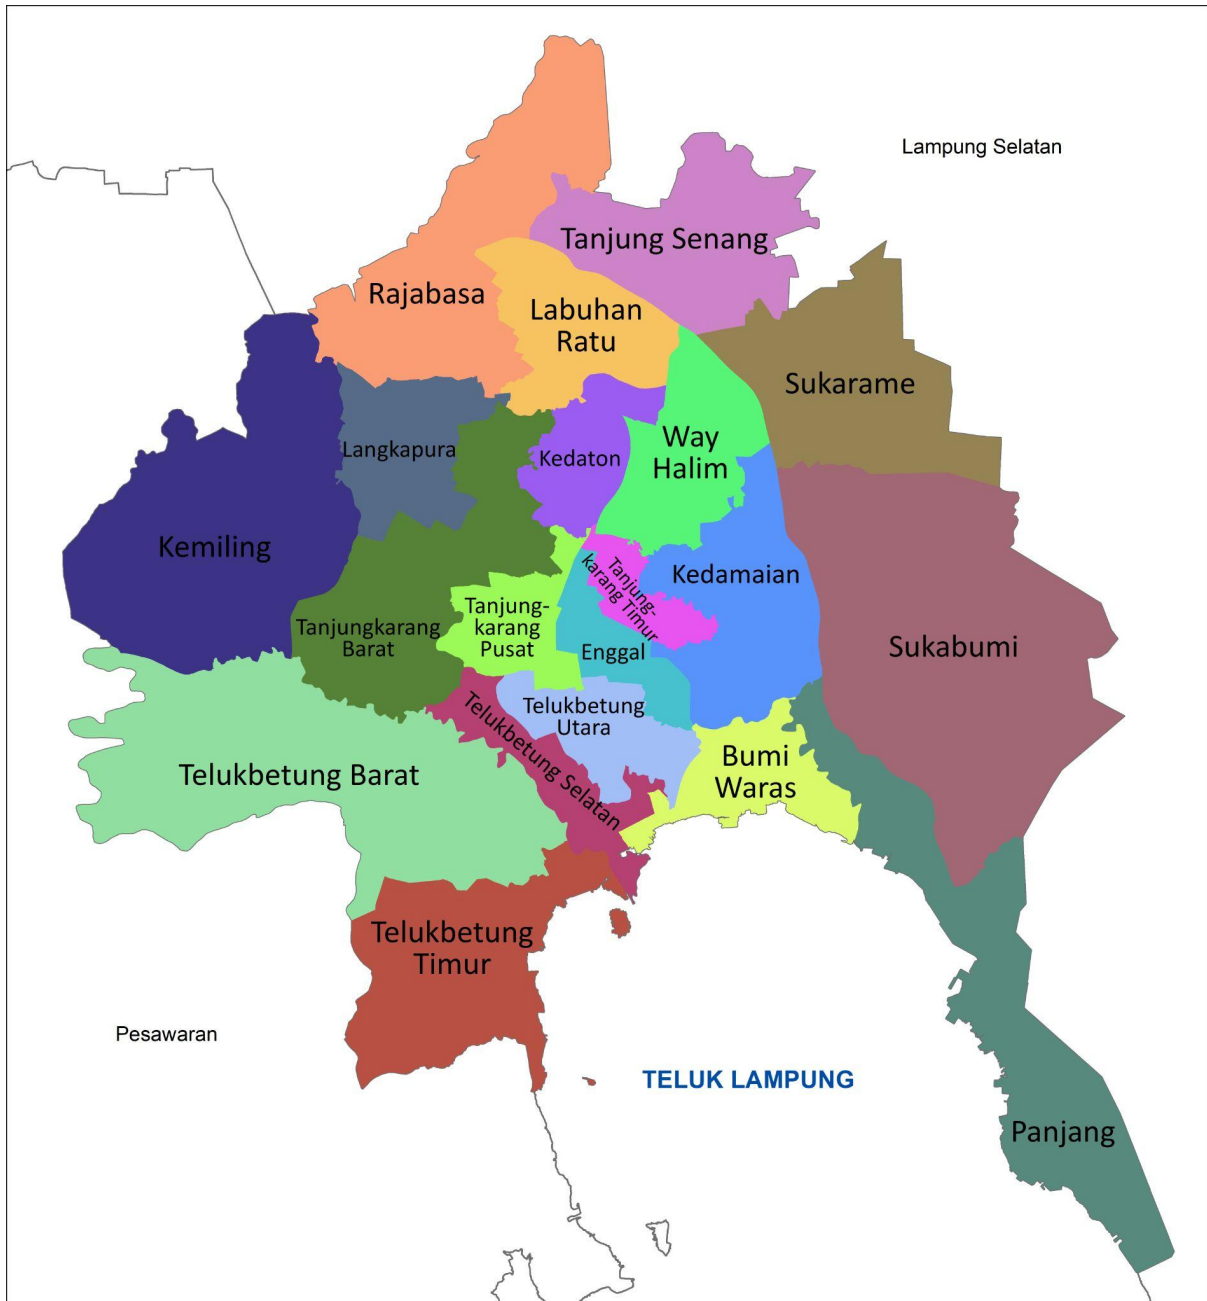 Lampung Selatan
Tanjung Senang
Rajabasa
Labuhan
Ratu
Sukarame
Way
Halim
Langkapura
Kedaton
Kemiling
Tanjung-
karang Timur
Kedamaian
Tanjung-
karang
Pusat
Tanjungkarang
Barat
Enggal
Sukabumi
Telukbetung
Utara
Telukbetung Selatan
Bumi
Waras
Telukbetung Barat
Telukbetung
Timur
Pesawaran
TELUK LAMPUNG
Panjang